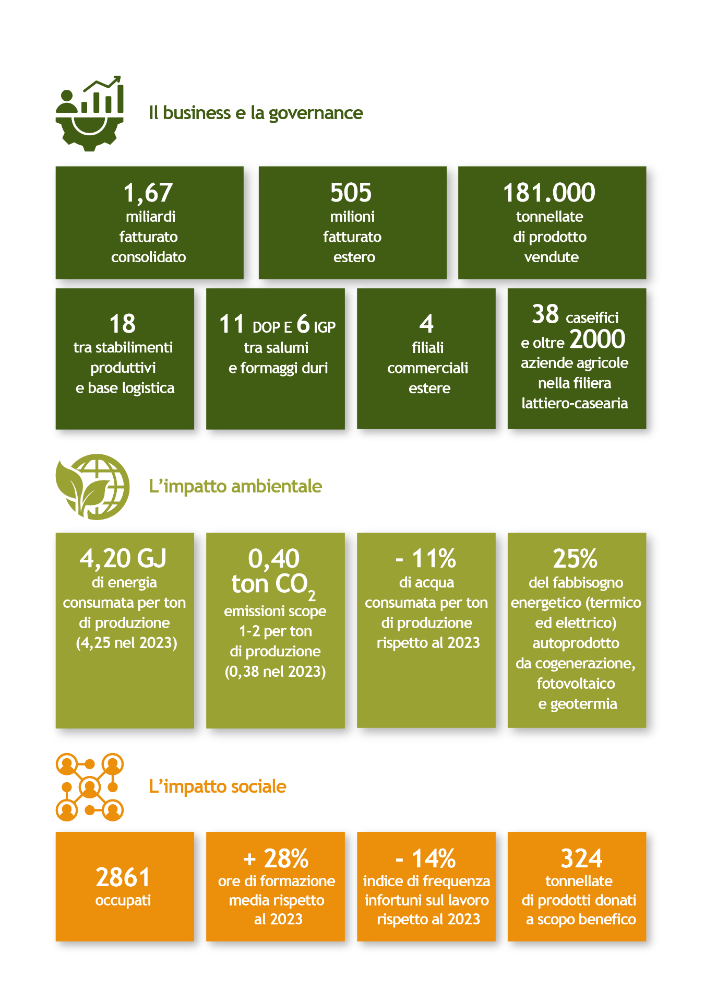 Il business e la governance
1,67
miliardi
fatturato
consolidato
505
milioni
fatturato
estero
181.000
tonnellate
di prodotto
vendute
18
tra stabilimenti
produttivi
e base logistica
11 DOP E 6 IGP
tra salumi
e formaggi duri
4
filiali
commerciali
estere
38 caseifici
e oltre 2000
aziende agricole
nella filiera
lattiero-casearia
L’impatto ambientale
4,20 GJ
di energia
consumata per ton
di produzione
(4,25 nel 2023)
0,40
ton CO2
emissioni scope
1-2 per ton
di produzione
(0,38 nel 2023)
- 11%
di acqua
consumata per ton
di produzione
rispetto al 2023
25%
del fabbisogno
energetico (termico
ed elettrico)
autoprodotto
da cogenerazione,
fotovoltaico
e geotermia
L’impatto sociale
2861
occupati
+ 28%
ore di formazione
media rispetto
al 2023
- 14%
indice di frequenza
infortuni sul lavoro
rispetto al 2023
324
tonnellate
di prodotti donati
a scopo benefico